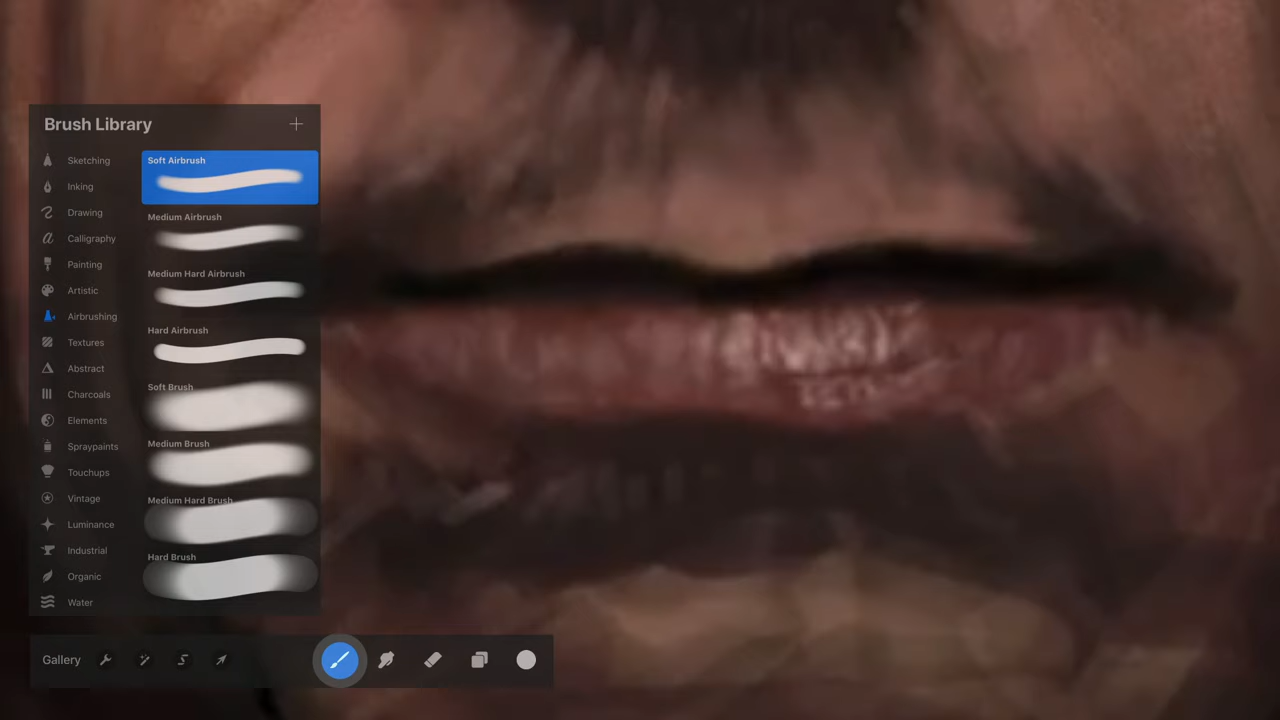 Brush Library
Sketching
Inking
Drawing
Calligraphy
Painting
Artistic
Airbrushing
Textures
Abstract
Charcoals
Elements
Spraypaints
Touchups
Vintage
Luminance
Industrial
Organic
Water
Soft Airbrush
Medium Airbrush
Medium Hard Airbrush
Hard Airbrush
Soft Brush
Medium Brush
Medium Hard Brush
Hard Brush
Gallery